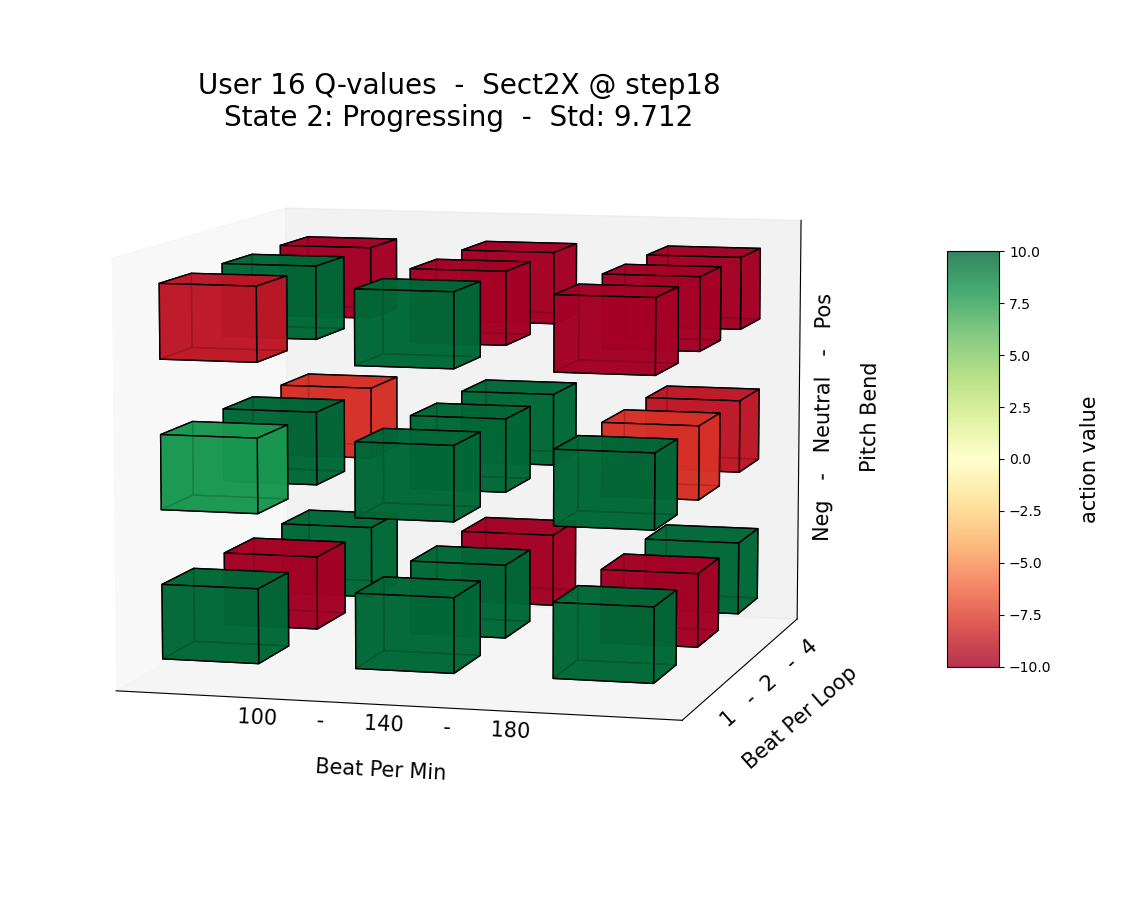 User 16 Q-values - Sect2X @ step18
State 2: Progressing - Std: 9.712
Neg - Neutral - Pos
Pitch Bend
100 - 140 - 180
Beat Per Min
1 - 2 - 4
Beat Per Loop
10.0
7.5
5.0
2.5
0.0
−2.5
−5.0
−7.5
−10.0
action value